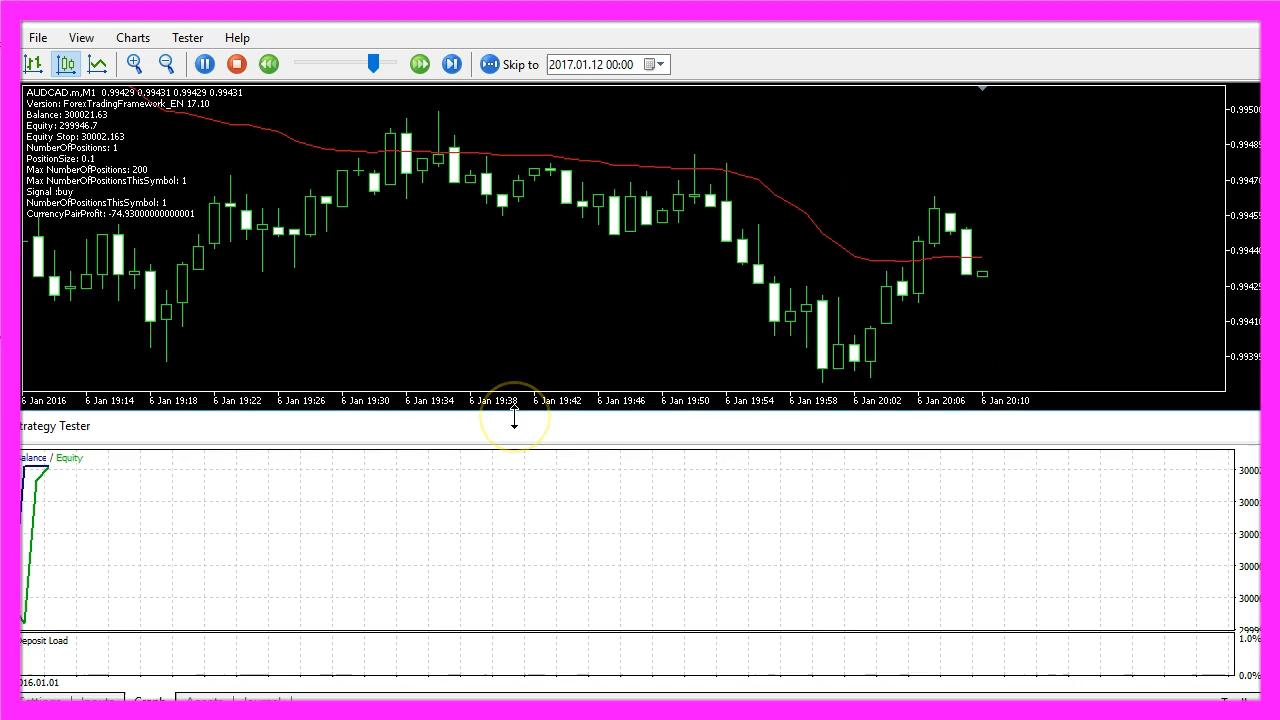 File View Charts Tester Help
Skip to 2017.01.12 00:00
AUDCAD.m,M1 0.99429 0.99431 0.99429 0.99431
Version: ForexTradingFramework_EN 17.10
Balance: 300021.63
Equity: 299946.7
Equity Stop: 30002.163
NumberOfPositions: 1
PositionSize: 0.1
Max NumberOfPositions: 200
Max NumberOfPositionsThisSymbol: 1
Signal :buy
NumberOfPositionsThisSymbol: 1
CurrencyPairProfit: -74.93000000000001
0.99500
0.99485
0.99470
0.99455
0.99440
0.99425
0.99410
0.99395
6 Jan 2016 6 Jan 19:14 6 Jan 19:18 6 Jan 19:22 6 Jan 19:26 6 Jan 19:30 6 Jan 19:34 6 Jan 19:38 6 Jan 19:42 6 Jan 19:46 6 Jan 19:50 6 Jan 19:54 6 Jan 19:58 6 Jan 20:02 6 Jan 20:06 6 Jan 20:10
trategy Tester
alance / Equity
30002
30001
30001
30000
30000
2999
eposit Load
1.0%
0.0%
016.01.01
Graph